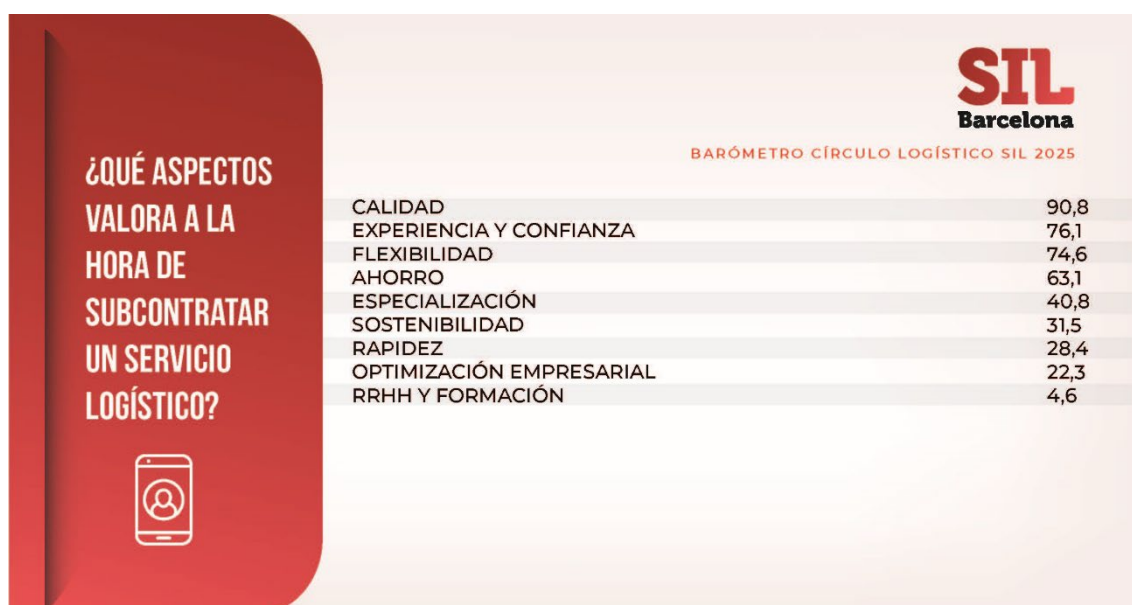 ¿QUÉ ASPECTOS
VALORA A LA
HORA DE
SUBCONTRATAR
UN SERVICIO
LOGÍSTICO?
SIL
Barcelona
BARÓMETRO CÍRCULO LOGÍSTICO SIL 2025
CALIDAD 90,8
EXPERIENCIA Y CONFIANZA 76,1
FLEXIBILIDAD 74,6
AHORRO 63,1
ESPECIALIZACIÓN 40,8
SOSTENIBILIDAD 31,5
RAPIDEZ 28,4
OPTIMIZACIÓN EMPRESARIAL 22,3
RRHH Y FORMACIÓN 4,6